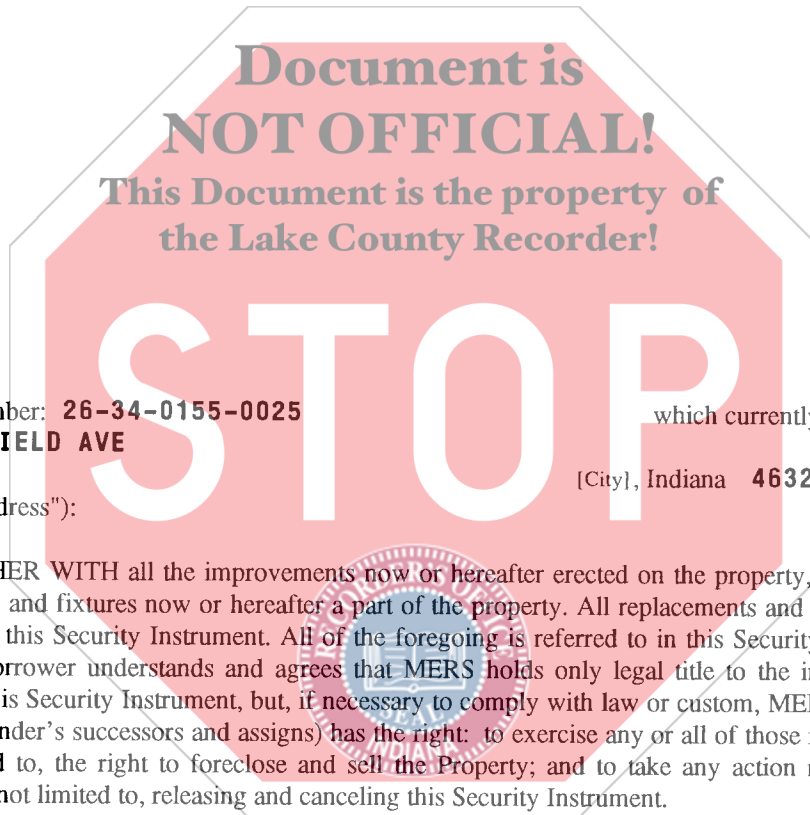 Document is
NOT OFFICIAL!
This Document is the property of
the Lake County Recorder!
STOP
ber: 26-34-0155-0025 which currently
IELD AVE
[City], Indiana 4632
dress"):
HER WITH all the improvements now or hereafter erected on the property,
and fixtures now or hereafter a part of the property. All replacements and
this Security Instrument. All of the foregoing is referred to in this Security
orrower understands and agrees that MERS holds only legal title to the in
is Security Instrument, but, if necessary to comply with law or custom, MER
nder's successors and assigns) has the right: to exercise any or all of those
d to, the right to foreclose and sell the Property; and to take any action
not limited to, releasing and canceling this Security Instrument.
RECORDER'S OFFICE
SEAL
INDIANA